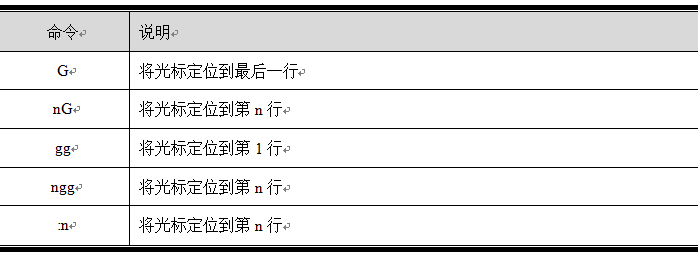 命令 说明
G 将光标定位到最后一行
nG 将光标定位到第 n 行
gg 将光标定位到第 1 行
ngg 将光标定位到第 n 行
:n 将光标定位到第 n 行